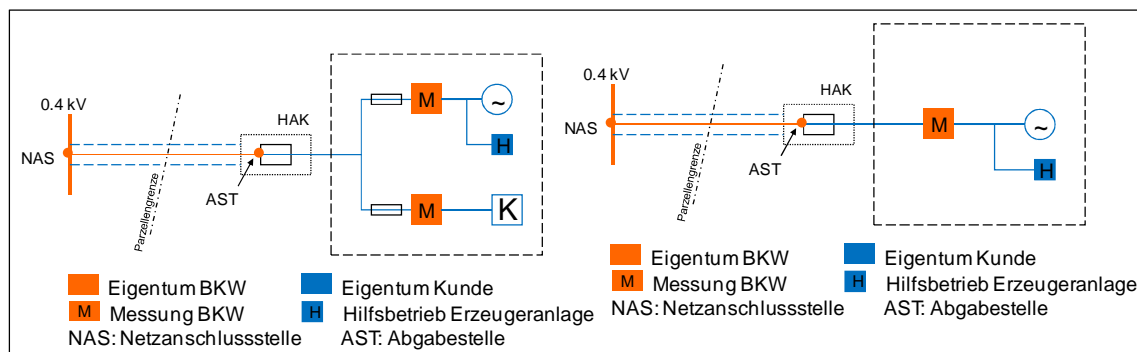 0.4 kV
HAK
M
~
NAS
H
AST
Parzellengrenze
M
K
Eigentum BKW
Eigentum Kunde
M
Messung BKW
H
Hilfsbetrieb Erzeugeranlage
NAS: Netzanschlussstelle
AST: Abgabestelle
0.4 kV
HAK
NAS
M
~
AST
H
Parzellengrenze
Eigentum BKW
Eigentum Kunde
M
Messung BKW
H
Hilfsbetrieb Erzeugeranlage
NAS: Netzanschlussstelle
AST: Abgabestelle